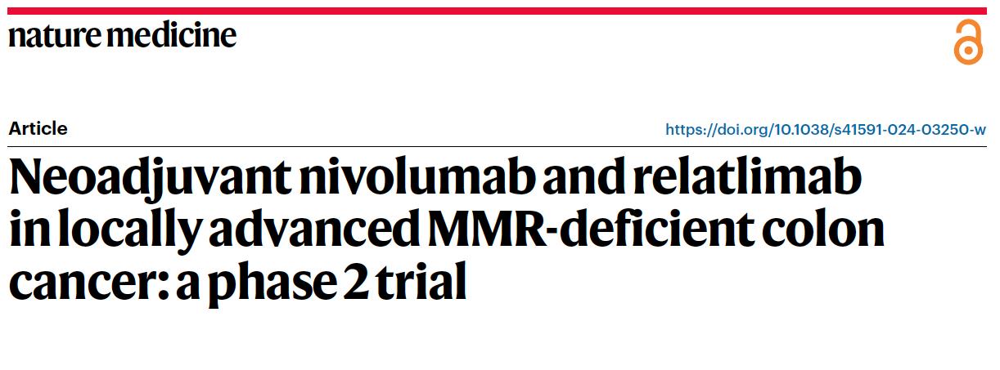 nature medicine
Article
https://doi.org/10.1038/s41591-024-03250-w
Neoadjuvant nivolumab and relatlimab
in locally advanced MMR-deficient colon
cancer: a phase 2 trial